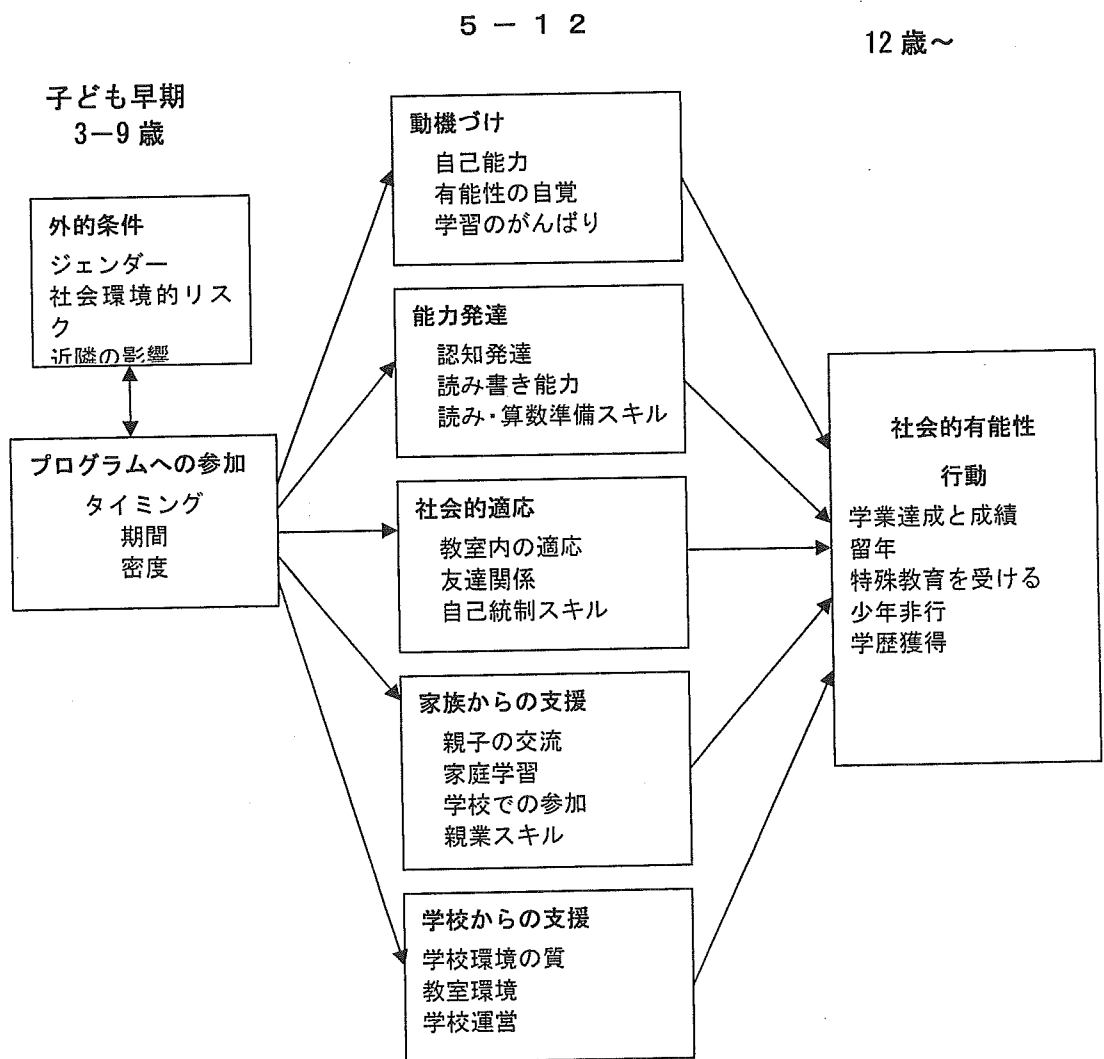 5－12
12歳～
子ども早期
3－9歳
外的条件
ジェンダー
社会環境的リス
ク
近隣の影響
プログラムへの参加
タイミング
期間
密度
動機づけ
自己能力
有能性の自覚
学習のがんばり
能力発達
認知発達
読み書き能力
読み・算数準備スキル
社会的適応
教室内の適応
友達関係
自己統制スキル
家族からの支援
親子の交流
家庭学習
学校での参加
親業スキル
学校からの支援
学校環境の質
教室環境
学校運営
社会的有能性
行動
学業達成と成績
留年
特殊教育を受ける
少年非行
学歴獲得